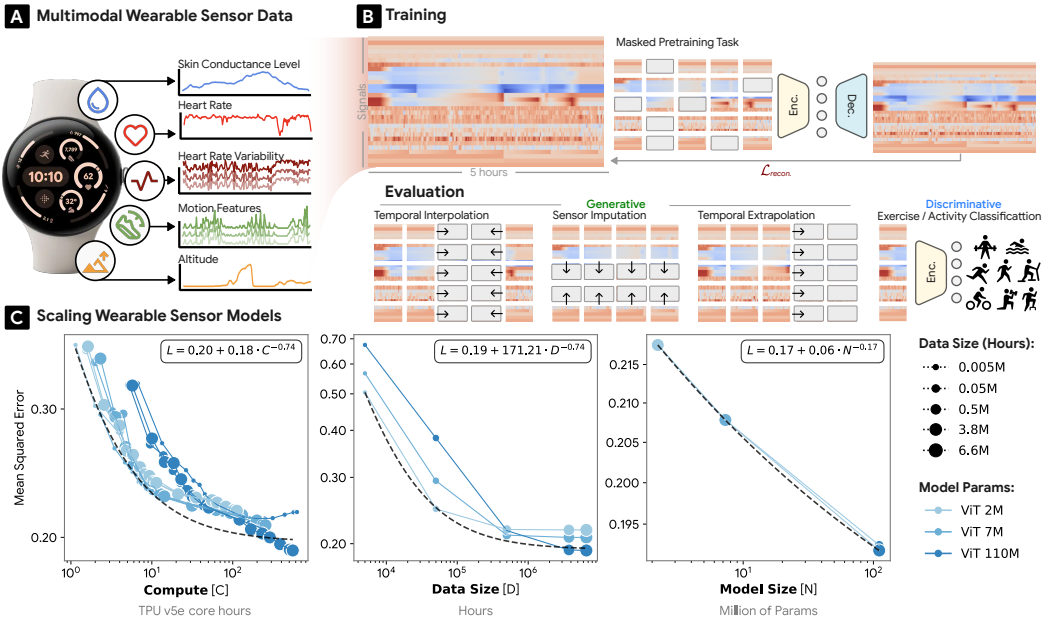 A Multimodal Wearable Sensor Data
Skin Conductance Level
Heart Rate
Heart Rate Variability
Motion Features
Altitude
10:10
7,789
62
32°
B Training
Signals
5 hours
Masked Pretraining Task
Enc.
Dec.
ℒrecon.
Evaluation
Generative
Discriminative
Temporal Interpolation
Sensor Imputation
Temporal Extrapolation
Exercise / Activity Classification
Enc.
C Scaling Wearable Sensor Models
Mean Squared Error
L = 0.20 + 0.18 · C^−0.74
0.30
0.20
10^0
10^1
10^2
Compute [C]
TPU v5e core hours
L = 0.19 + 171.21 · D^−0.74
0.70
0.60
0.50
0.40
0.30
0.20
10^4
10^5
10^6
Data Size [D]
Hours
L = 0.17 + 0.06 · N^−0.17
0.215
0.210
0.205
0.200
0.195
10^1
10^2
Model Size [N]
Million of Params
Data Size (Hours):
0.005M
0.05M
0.5M
3.8M
6.6M
Model Params:
ViT 2M
ViT 7M
ViT 110M